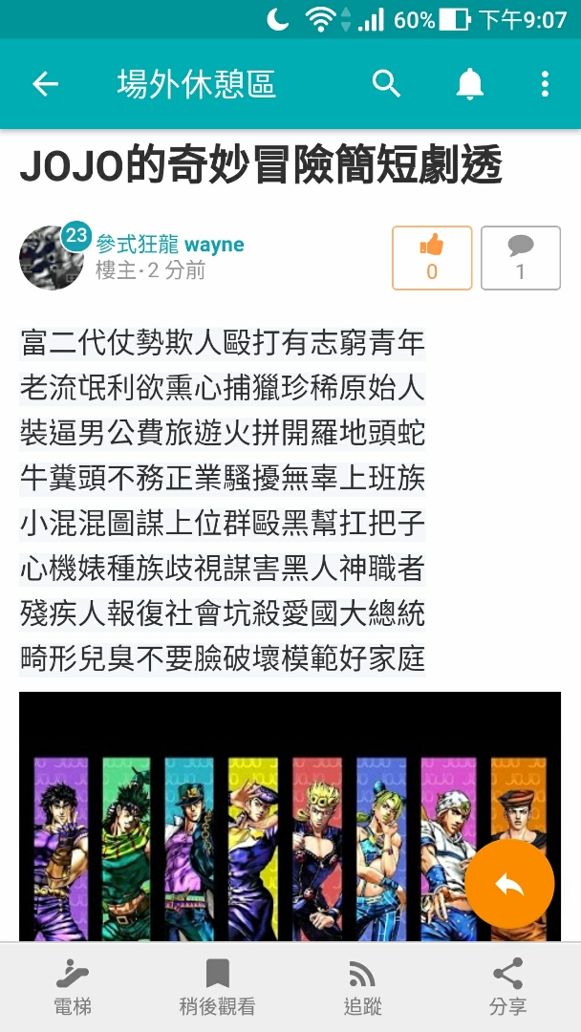 60% 下午9:07
場外休憩區
JOJO的奇妙冒險簡短劇透
23
參式狂龍 wayne
樓主·2 分前
0
1
富二代仗勢欺人毆打有志窮青年
老流氓利欲熏心捕獵珍稀原始人
裝逼男公費旅遊火拼開羅地頭蛇
牛糞頭不務正業騷擾無辜上班族
小混混圖謀上位群毆黑幫扛把子
心機婊種族歧視謀害黑人神職者
殘疾人報復社會坑殺愛國大總統
畸形兒臭不要臉破壞模範好家庭
電梯
稍後觀看
追蹤
分享